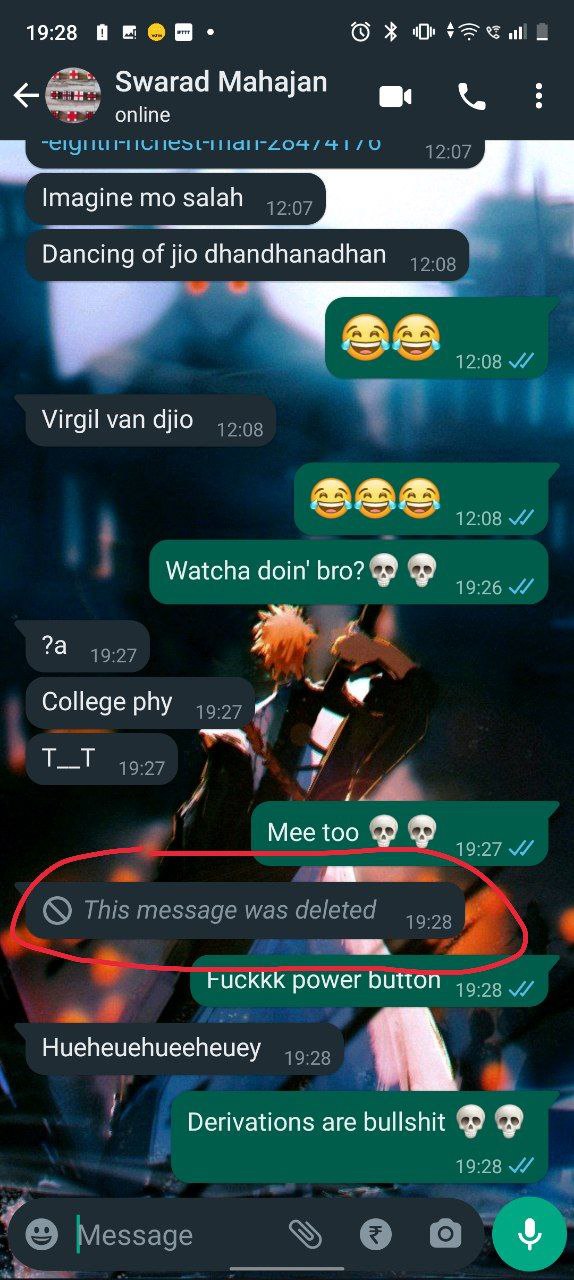 19:28
Swarad Mahajan
online
-eighth-richest-man-28474176 12:07
Imagine mo salah 12:07
Dancing of jio dhandhanadhan 12:08
😂😂 12:08
Virgil van djio 12:08
😂😂😂 12:08
Watcha doin' bro?💀💀 19:26
?a 19:27
College phy 19:27
T__T 19:27
Mee too 💀💀 19:27
This message was deleted 19:28
Fuckkk power button 19:28
Hueheuehueeheuey 19:28
Derivations are bullshit 💀💀
19:28
Message